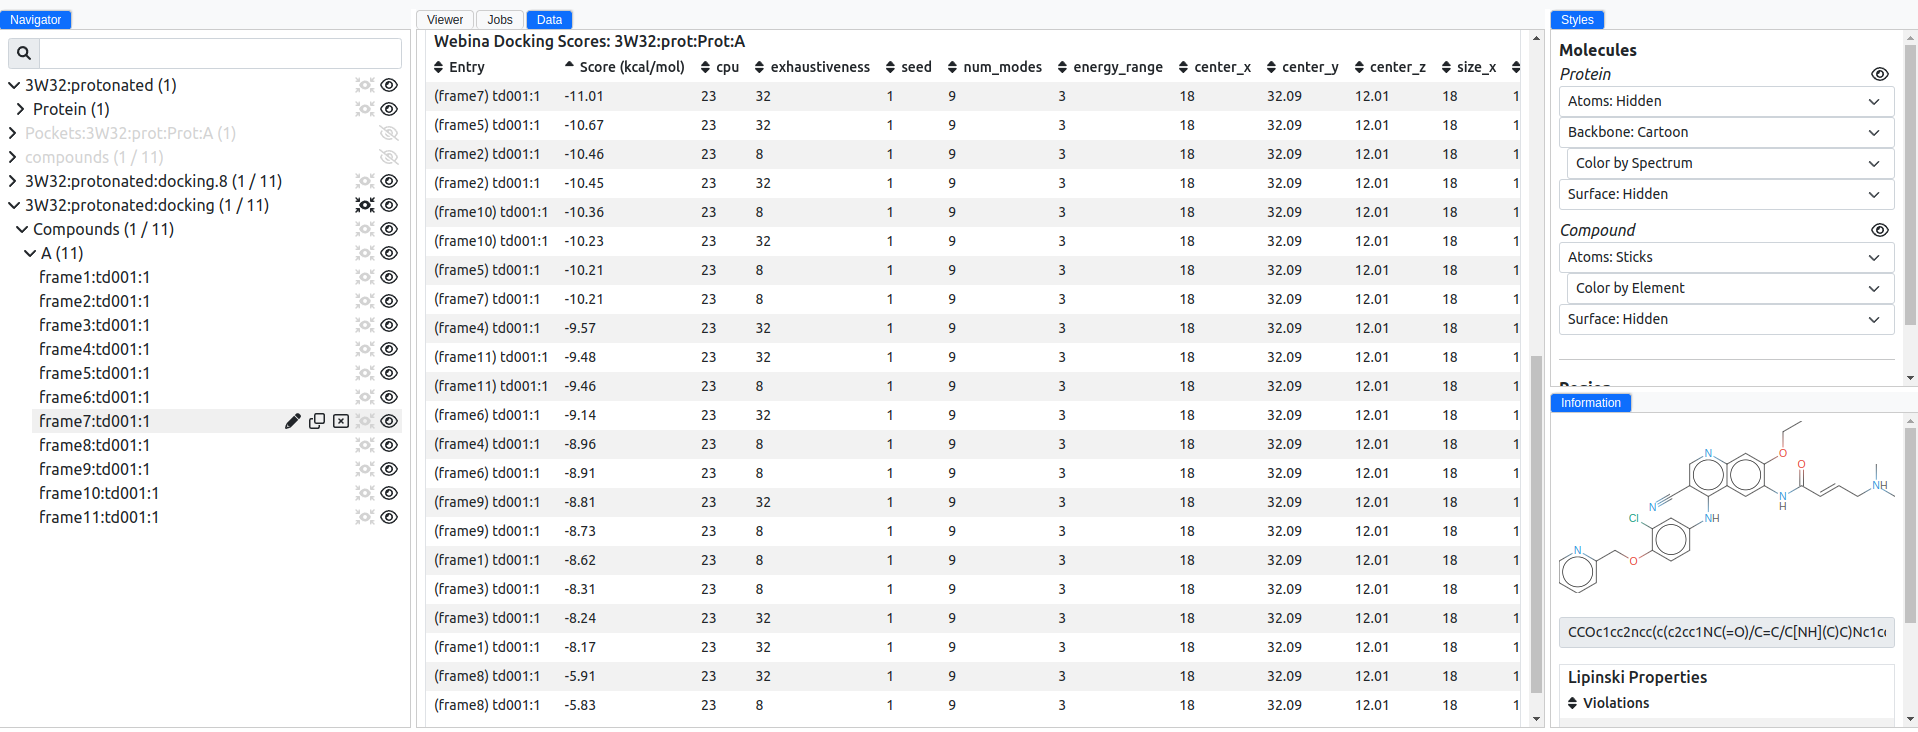 Navigator
3W32:protonated (1)
Protein (1)
Pockets:3W32:prot:Prot:A (1)
compounds (1 / 11)
3W32:protonated:docking.8 (1 / 11)
3W32:protonated:docking (1 / 11)
Compounds (1 / 11)
A (11)
frame1:td001:1
frame2:td001:1
frame3:td001:1
frame4:td001:1
frame5:td001:1
frame6:td001:1
frame7:td001:1
frame8:td001:1
frame9:td001:1
frame10:td001:1
frame11:td001:1
Viewer Jobs Data
Webina Docking Scores: 3W32:prot:Prot:A
Entry Score (kcal/mol) cpu exhaustiveness seed num_modes energy_range center_x center_y center_z size_x
(frame7) td001:1 -11.01 23 32 1 9 3 18 32.09 12.01 18 1
(frame5) td001:1 -10.67 23 32 1 9 3 18 32.09 12.01 18 1
(frame2) td001:1 -10.46 23 8 1 9 3 18 32.09 12.01 18 1
(frame2) td001:1 -10.45 23 32 1 9 3 18 32.09 12.01 18 1
(frame10) td001:1 -10.36 23 8 1 9 3 18 32.09 12.01 18 1
(frame10) td001:1 -10.23 23 32 1 9 3 18 32.09 12.01 18 1
(frame5) td001:1 -10.21 23 8 1 9 3 18 32.09 12.01 18 1
(frame7) td001:1 -10.21 23 8 1 9 3 18 32.09 12.01 18 1
(frame4) td001:1 -9.57 23 32 1 9 3 18 32.09 12.01 18 1
(frame11) td001:1 -9.48 23 32 1 9 3 18 32.09 12.01 18 1
(frame11) td001:1 -9.46 23 8 1 9 3 18 32.09 12.01 18 1
(frame6) td001:1 -9.14 23 32 1 9 3 18 32.09 12.01 18 1
(frame4) td001:1 -8.96 23 8 1 9 3 18 32.09 12.01 18 1
(frame6) td001:1 -8.91 23 8 1 9 3 18 32.09 12.01 18 1
(frame9) td001:1 -8.81 23 32 1 9 3 18 32.09 12.01 18 1
(frame9) td001:1 -8.73 23 8 1 9 3 18 32.09 12.01 18 1
(frame1) td001:1 -8.62 23 8 1 9 3 18 32.09 12.01 18 1
(frame3) td001:1 -8.31 23 8 1 9 3 18 32.09 12.01 18 1
(frame3) td001:1 -8.24 23 32 1 9 3 18 32.09 12.01 18 1
(frame1) td001:1 -8.17 23 32 1 9 3 18 32.09 12.01 18 1
(frame8) td001:1 -5.91 23 32 1 9 3 18 32.09 12.01 18 1
(frame8) td001:1 -5.83 23 8 1 9 3 18 32.09 12.01 18 1
Styles
Molecules
Protein
Atoms: Hidden
Backbone: Cartoon
Color by Spectrum
Surface: Hidden
Compound
Atoms: Sticks
Color by Element
Surface: Hidden
Information
N
O
O
NH
N
H
N
NH
Cl
N
O
CCOc1cc2ncc(c(c2cc1NC(=O)/C=C/C[NH](C)C)Nc1c
Lipinski Properties
Violations